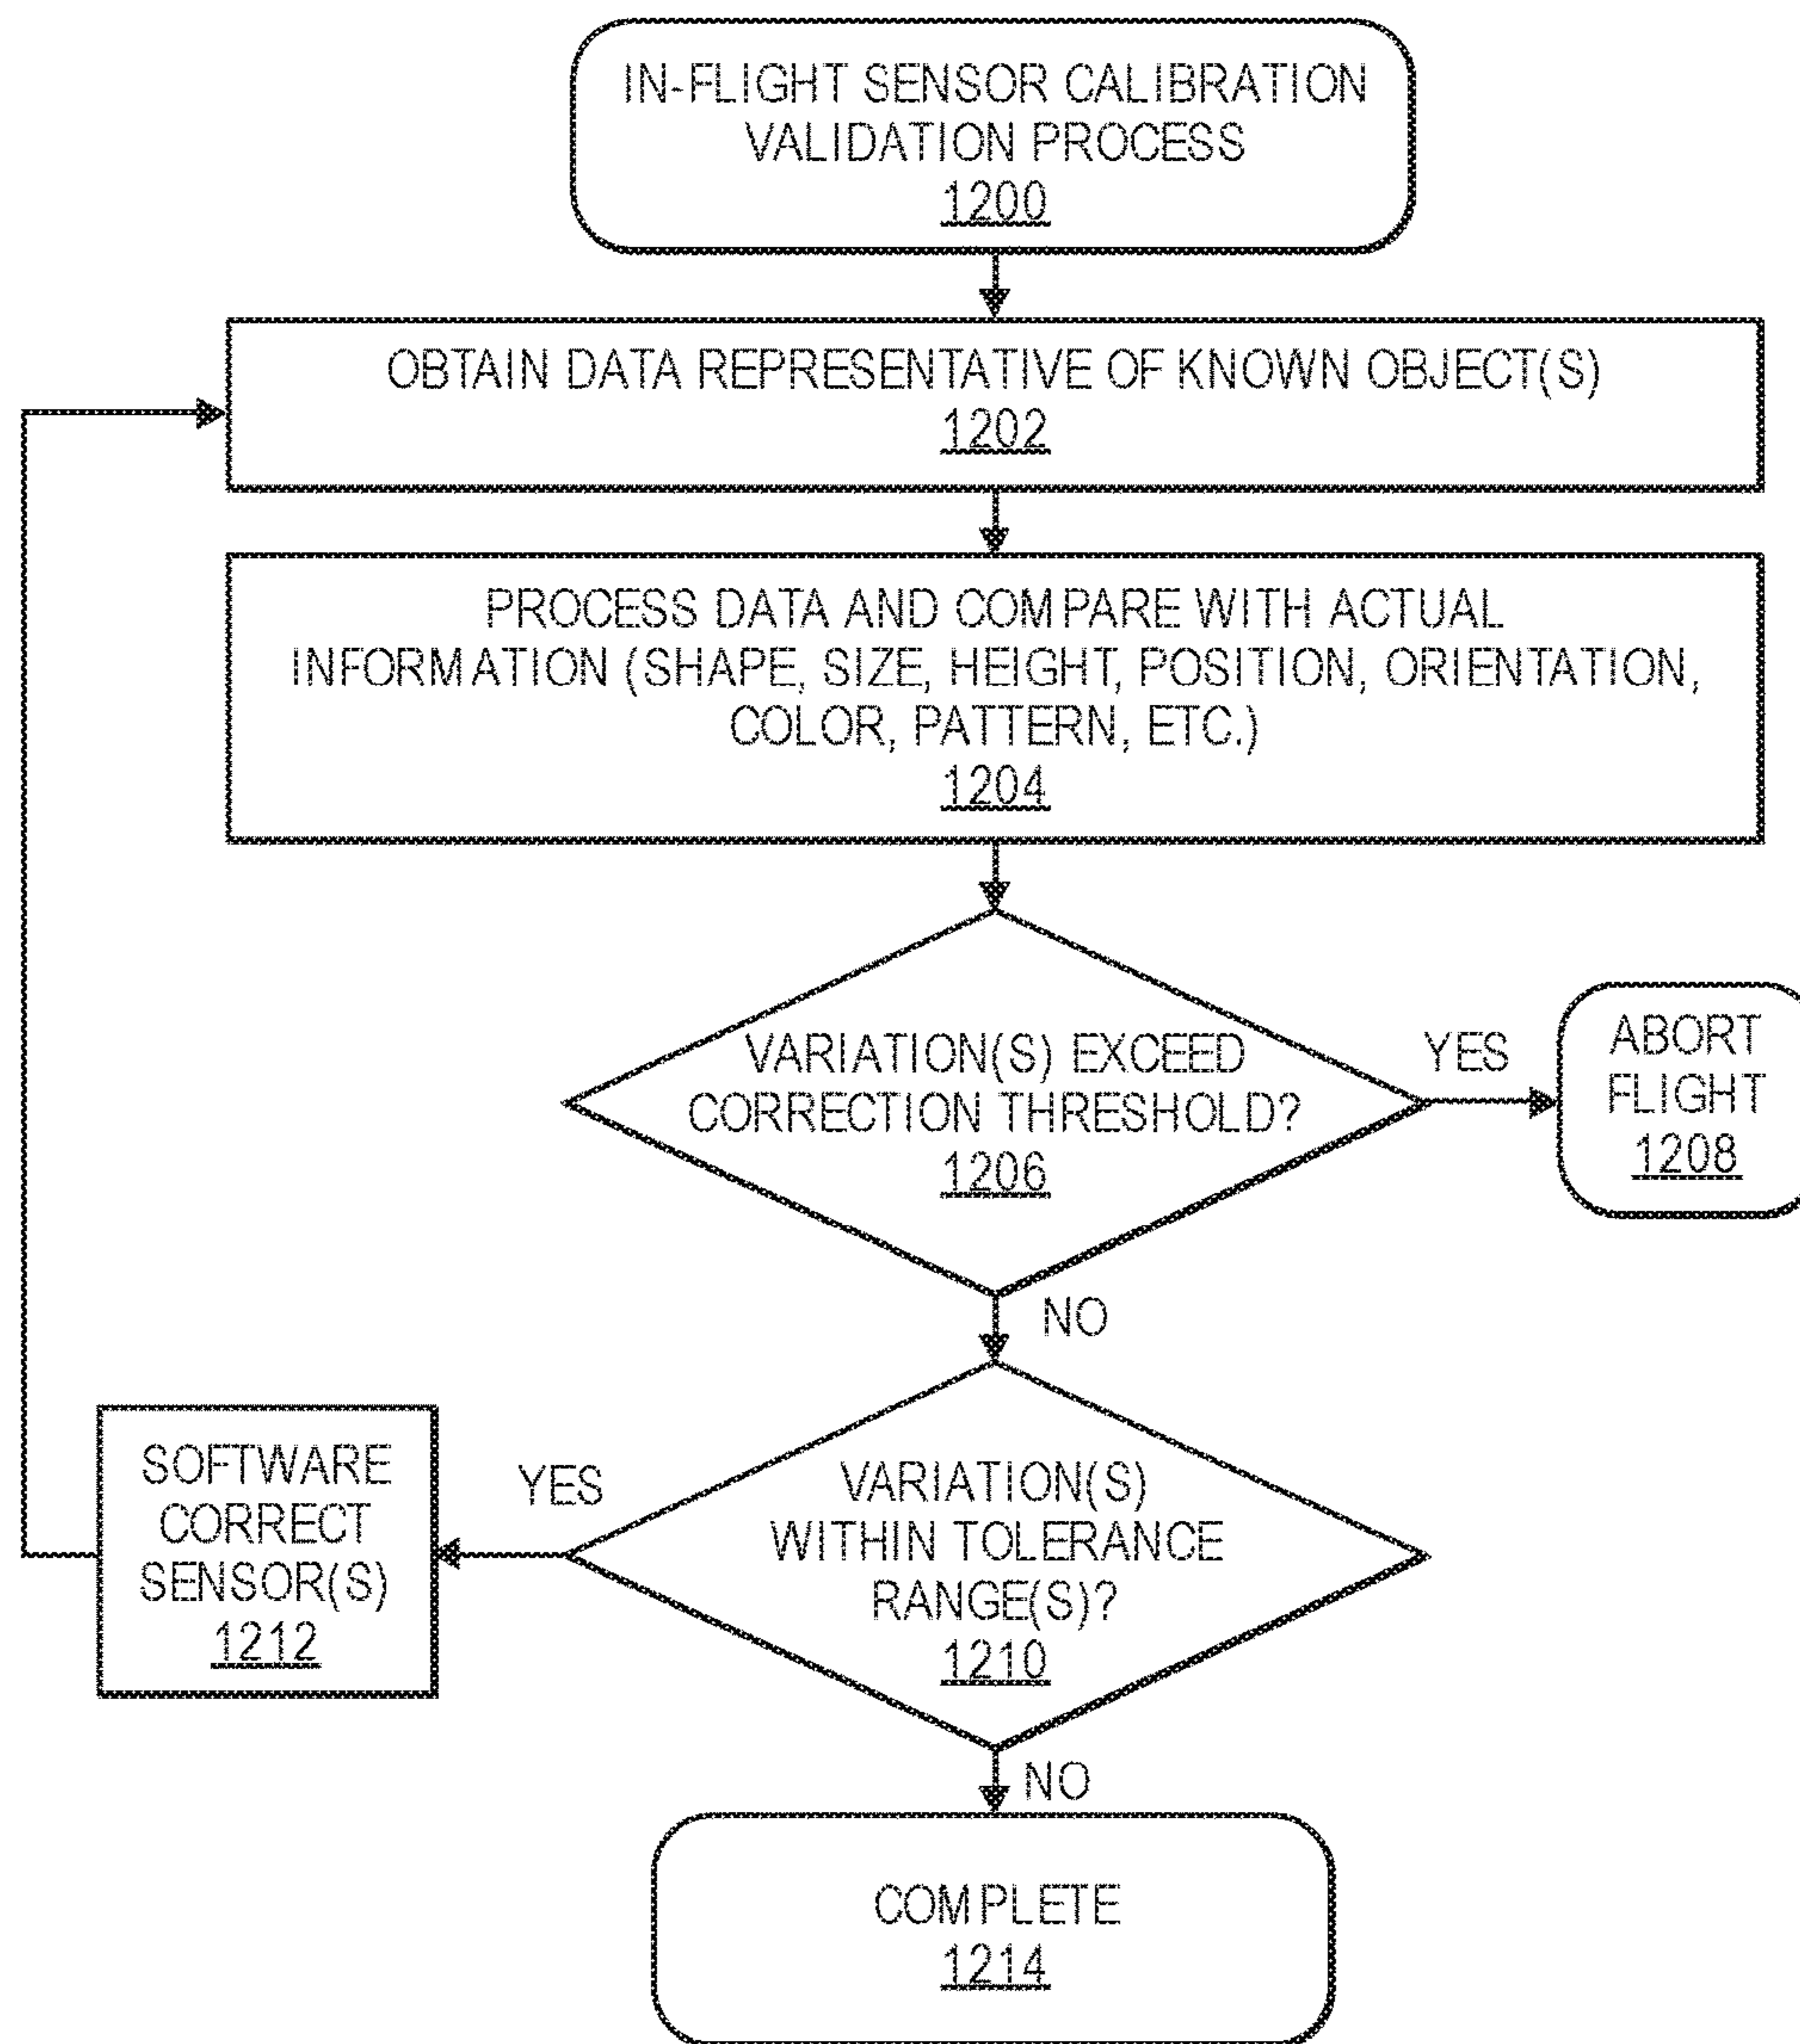 IN-FLIGHT SENSOR CALIBRATION
VALIDATION PROCESS
1200
OBTAIN DATA REPRESENTATIVE OF KNOWN OBJECT(S)
1202
PROCESS DATA AND COMPARE WITH ACTUAL
INFORMATION (SHAPE, SIZE, HEIGHT, POSITION, ORIENTATION,
COLOR, PATTERN, ETC.)
1204
VARIATION(S) EXCEED
CORRECTION THRESHOLD?
1206
YES
ABORT
FLIGHT
1208
NO
VARIATION(S)
WITHIN TOLERANCE
RANGE(S)?
1210
YES
SOFTWARE
CORRECT
SENSOR(S)
1212
NO
COMPLETE
1214